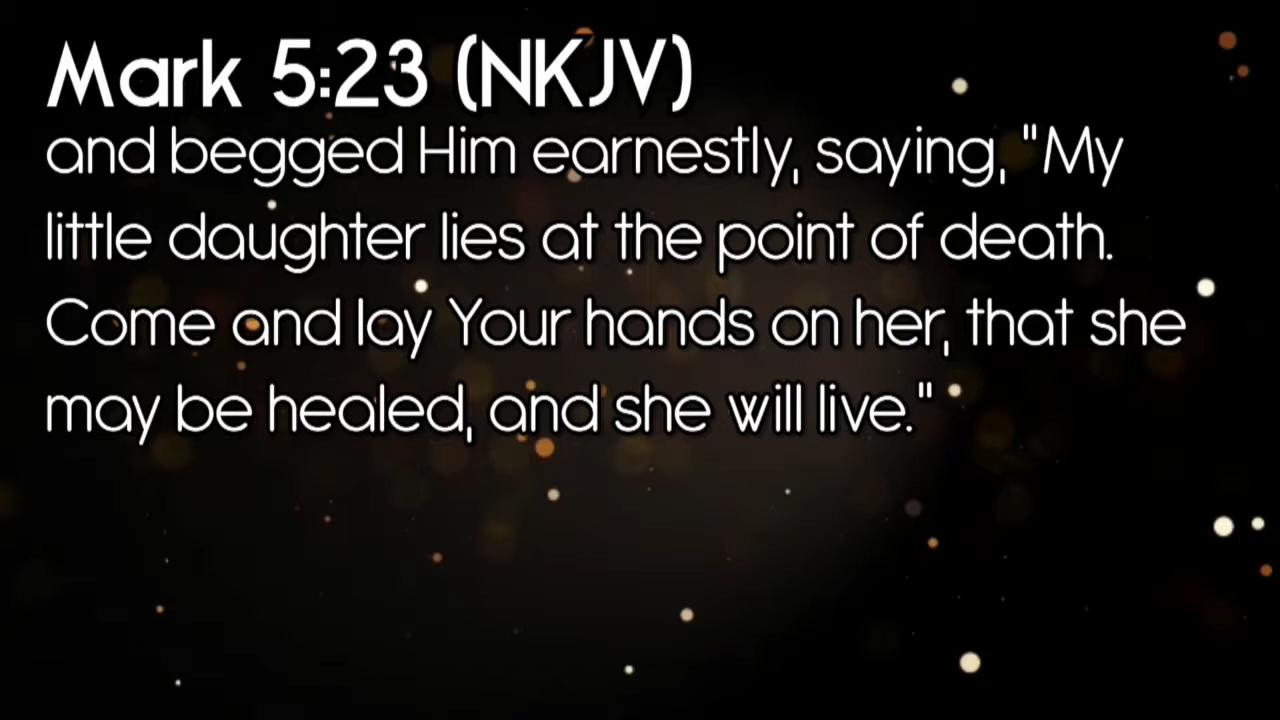 Mark 5:23 (NKJV)
and begged Him earnestly, saying, "My
little daughter lies at the point of death.
Come and lay Your hands on her, that she
may be healed, and she will live."